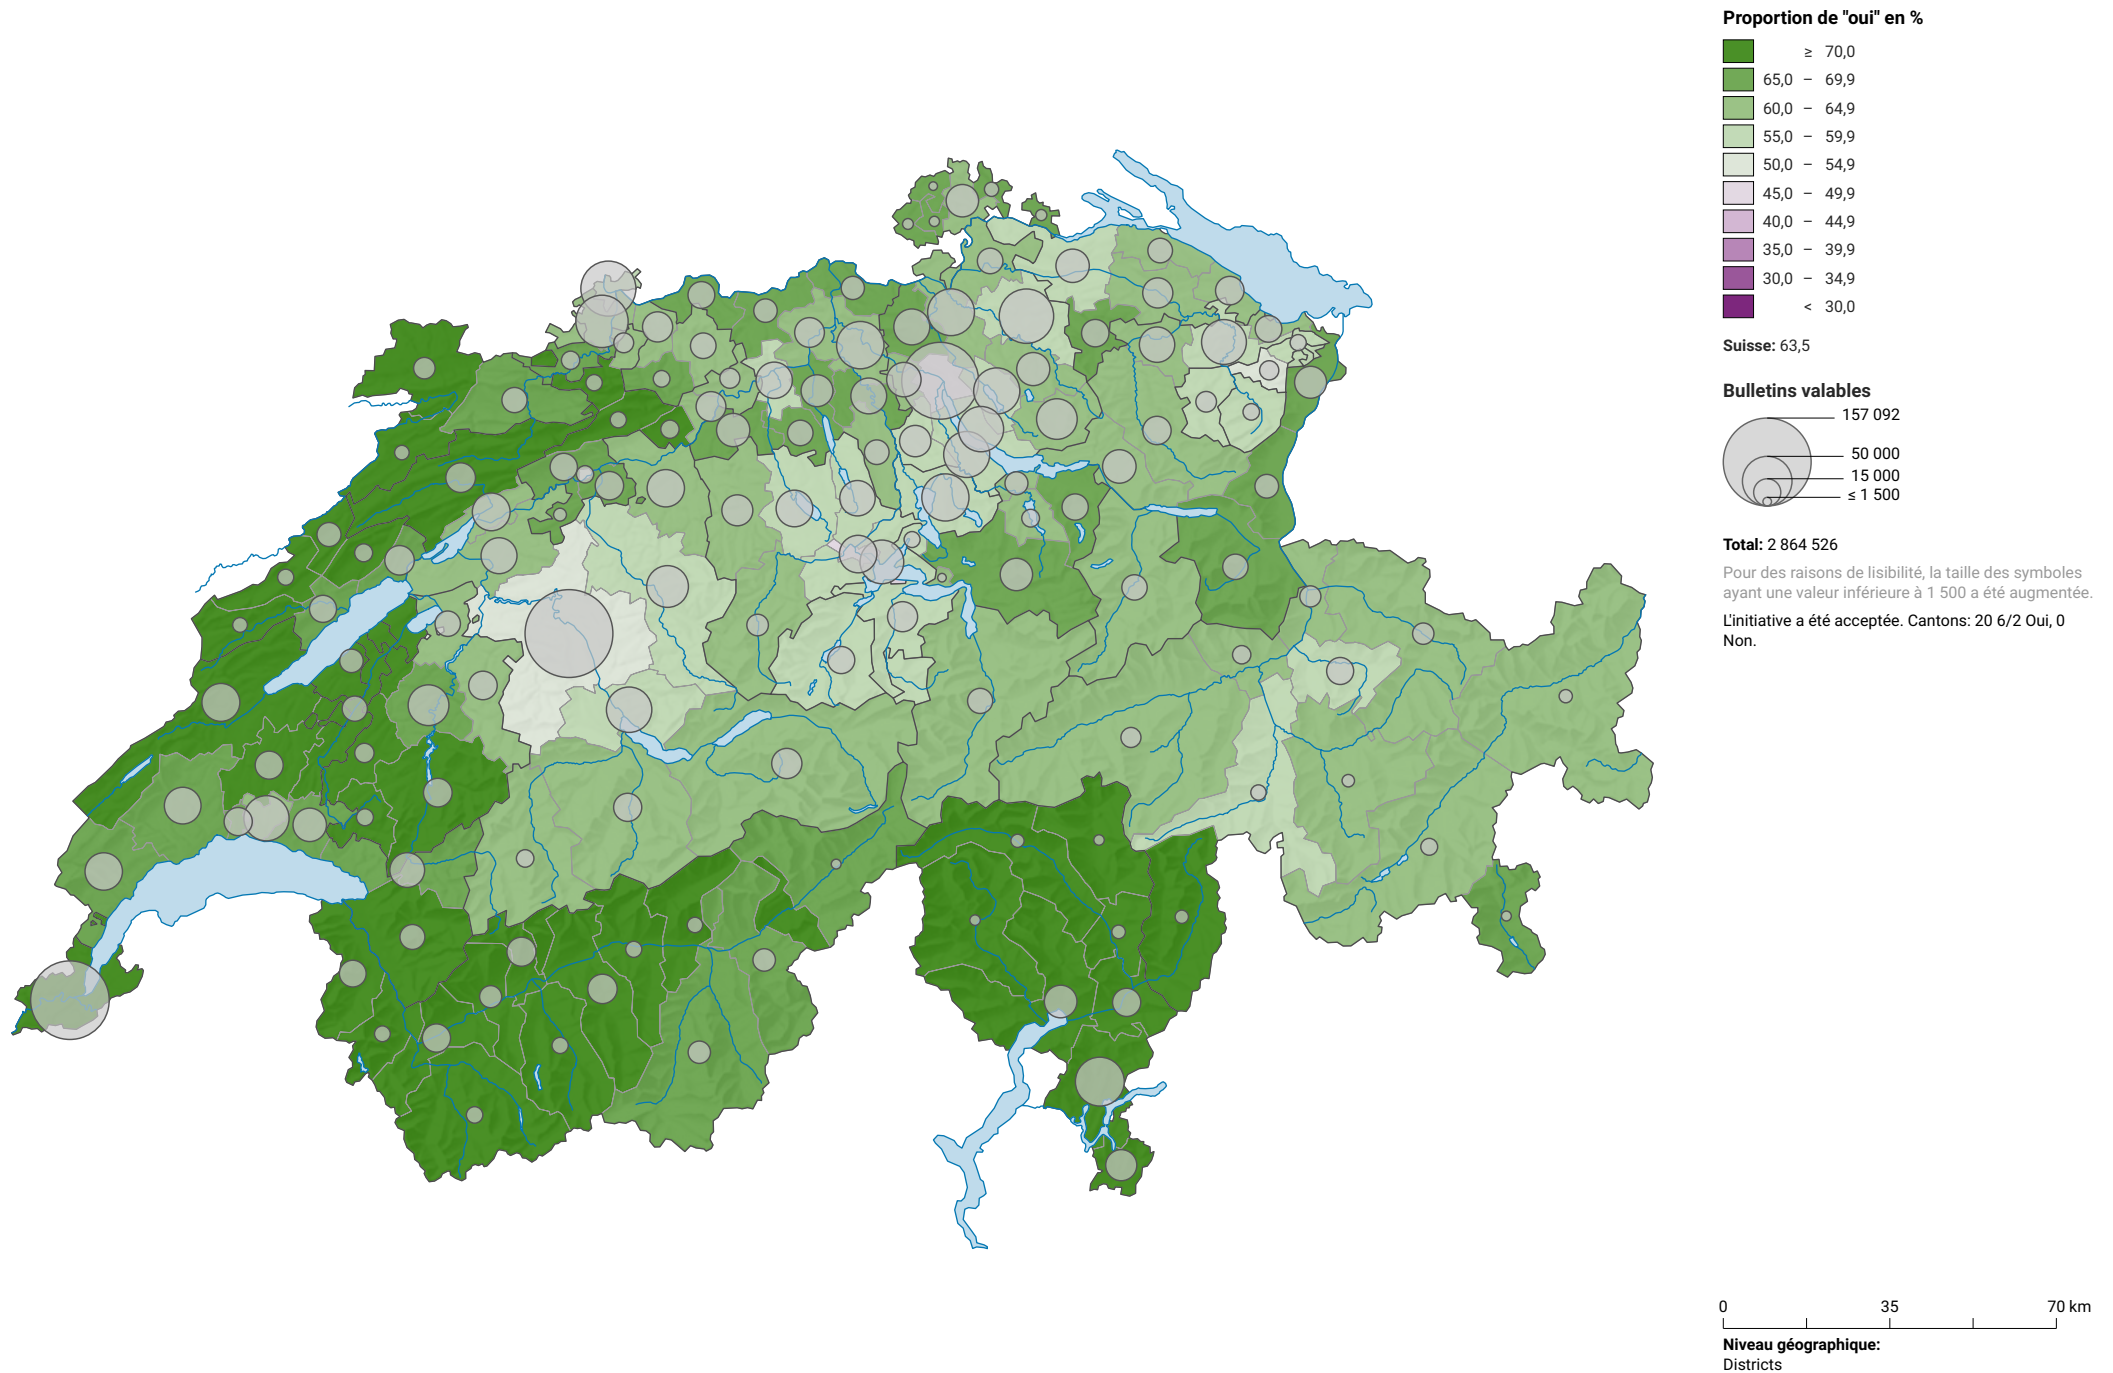 Proportion de "oui" en %
≥ 70,0
65,0 – 69,9
60,0 – 64,9
55,0 – 59,9
50,0 – 54,9
45,0 – 49,9
40,0 – 44,9
35,0 – 39,9
30,0 – 34,9
< 30,0
Suisse: 63,5
Bulletins valables
157 092
50 000
15 000
≤ 1 500
Total: 2 864 526
Pour des raisons de lisibilité, la taille des symboles
ayant une valeur inférieure à 1 500 a été augmentée.
L'initiative a été acceptée. Cantons: 20 6/2 Oui, 0
Non.
0 35 70 km
Niveau géographique:
Districts